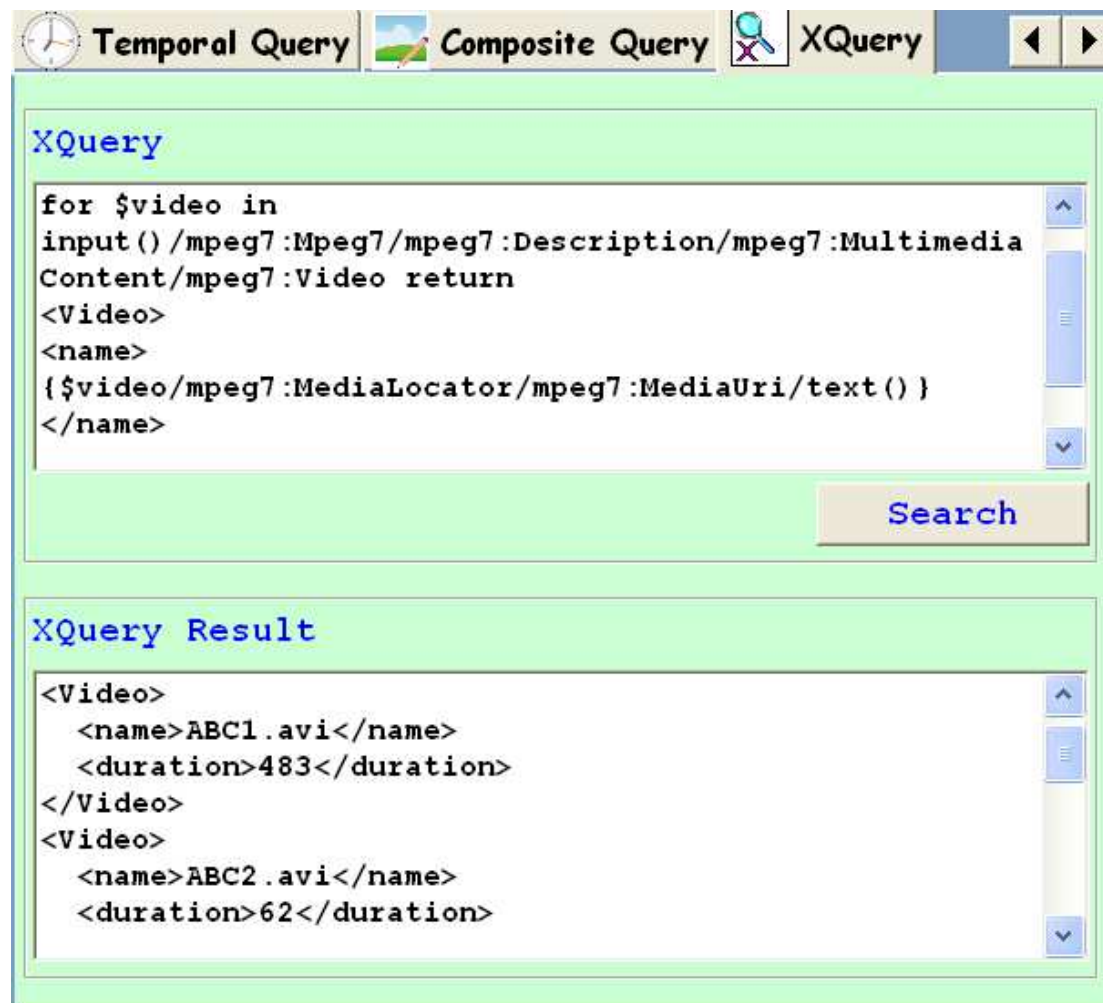 Temporal Query Composite Query XQuery
XQuery
for $video in
input()/mpeg7:Mpeg7/mpeg7:Description/mpeg7:Multimedia
Content/mpeg7:Video return
<Video>
<name>
{$video/mpeg7:MediaLocator/mpeg7:MediaUri/text()}
</name>
Search
XQuery Result
<Video>
  <name>ABC1.avi</name>
  <duration>483</duration>
</Video>
<Video>
  <name>ABC2.avi</name>
  <duration>62</duration>